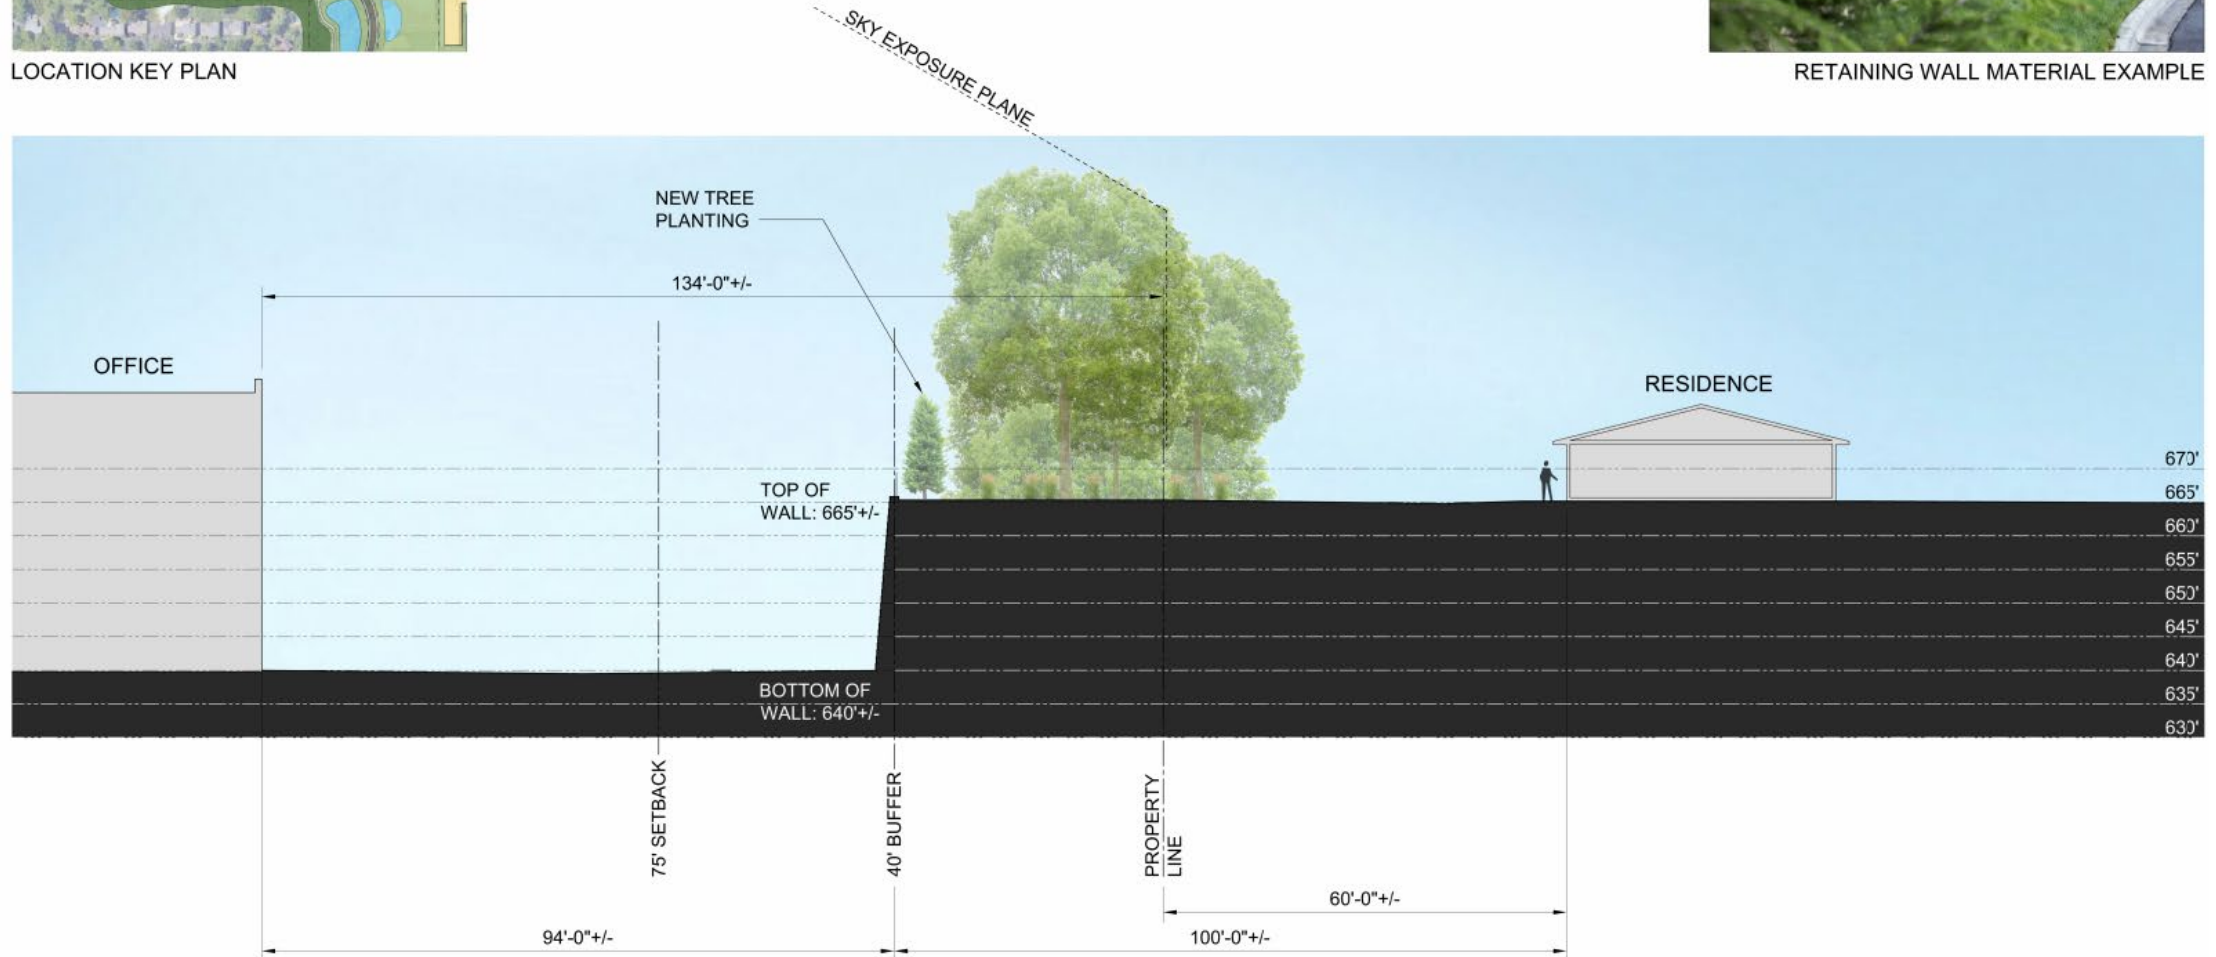 LOCATION KEY PLAN
SKY EXPOSURE PLANE
RETAINING WALL MATERIAL EXAMPLE
NEW TREE
PLANTING
134'-0"+/-
OFFICE
RESIDENCE
TOP OF
WALL: 665'+/-
670'
665'
660'
655'
650'
645'
640'
635'
630'
BOTTOM OF
WALL: 640'+/-
75' SETBACK
40' BUFFER
PROPERTY
LINE
60'-0"+/-
94'-0"+/-
100'-0"+/-